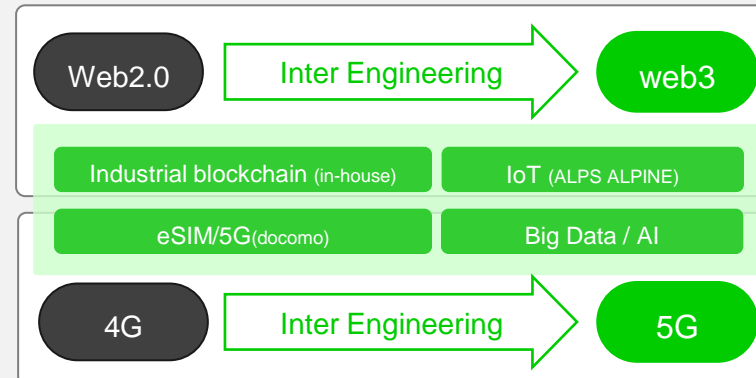 Web2.0
Inter Engineering
web3
Industrial blockchain (in-house)
IoT (ALPS ALPINE)
eSIM/5G(docomo)
Big Data / AI
4G
Inter Engineering
5G